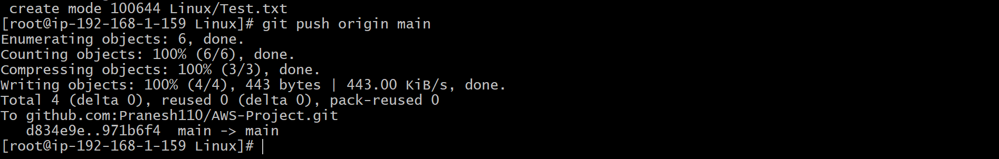 create mode 100644 Linux/Test.txt
[root@ip-192-168-1-159 Linux]# git push origin main
Enumerating objects: 6, done.
Counting objects: 100% (6/6), done.
Compressing objects: 100% (3/3), done.
Writing objects: 100% (4/4), 443 bytes | 443.00 KiB/s, done.
Total 4 (delta 0), reused 0 (delta 0), pack-reused 0
To github.com:Pranesh110/AWS-Project.git
   d834e9e..971b6f4  main -> main
[root@ip-192-168-1-159 Linux]#